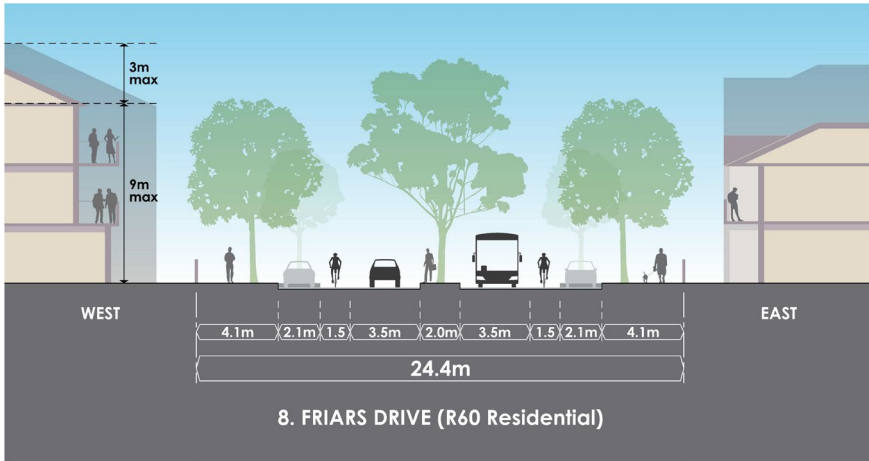 3m
max
9m
max
WEST
EAST
4.1m 2.1m 1.5 3.5m 2.0m 3.5m 1.5 2.1m 4.1m
24.4m
8. FRIARS DRIVE (R60 Residential)